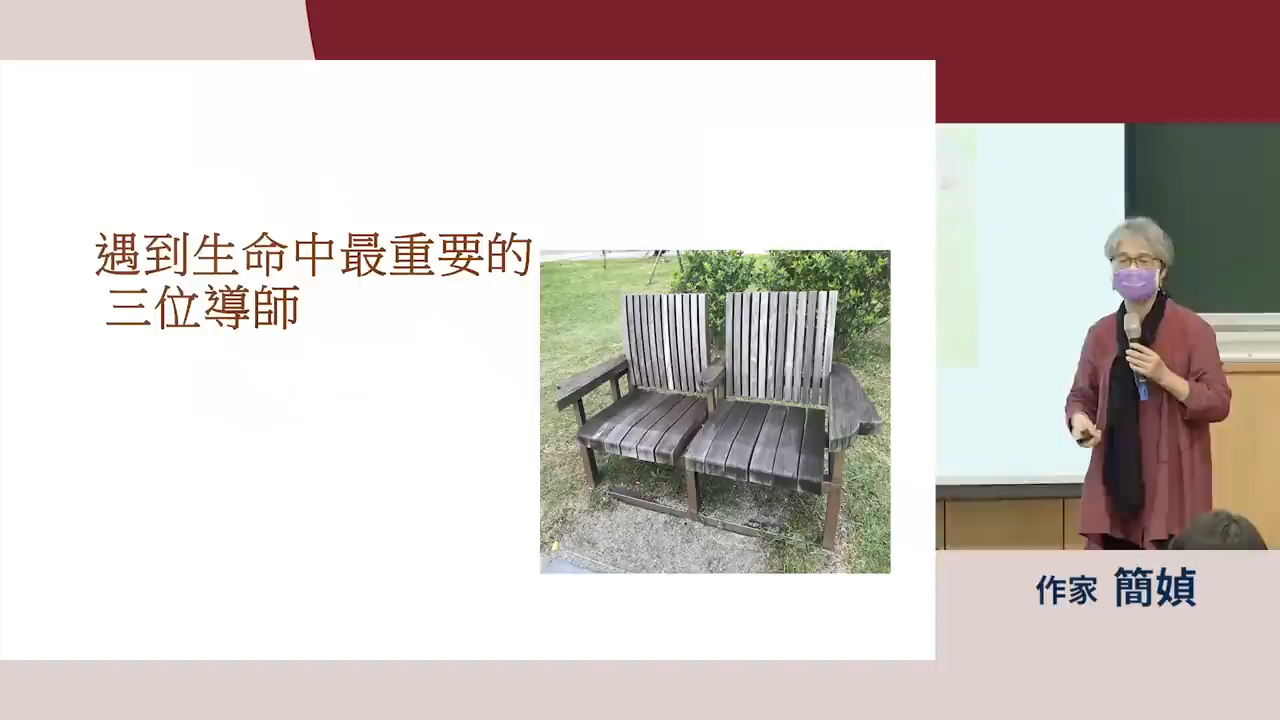 遇到生命中最重要的
三位導師
作家 簡媜